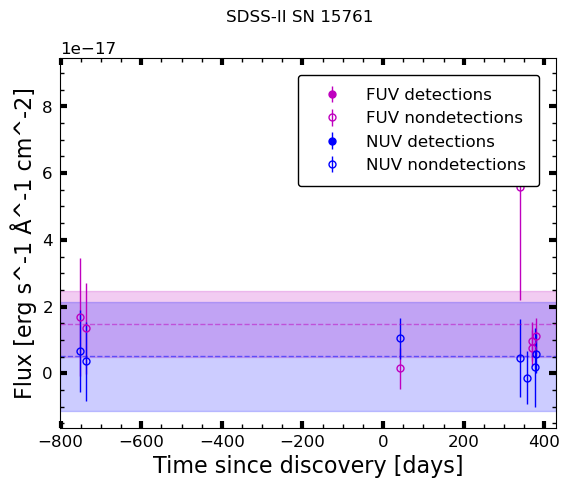 SDSS-II SN 15761
1e−17
FUV detections
FUV nondetections
NUV detections
NUV nondetections
8
6
4
2
0
Flux [erg s^-1 Å^-1 cm^-2]
−800 −600 −400 −200 0 200 400
Time since discovery [days]